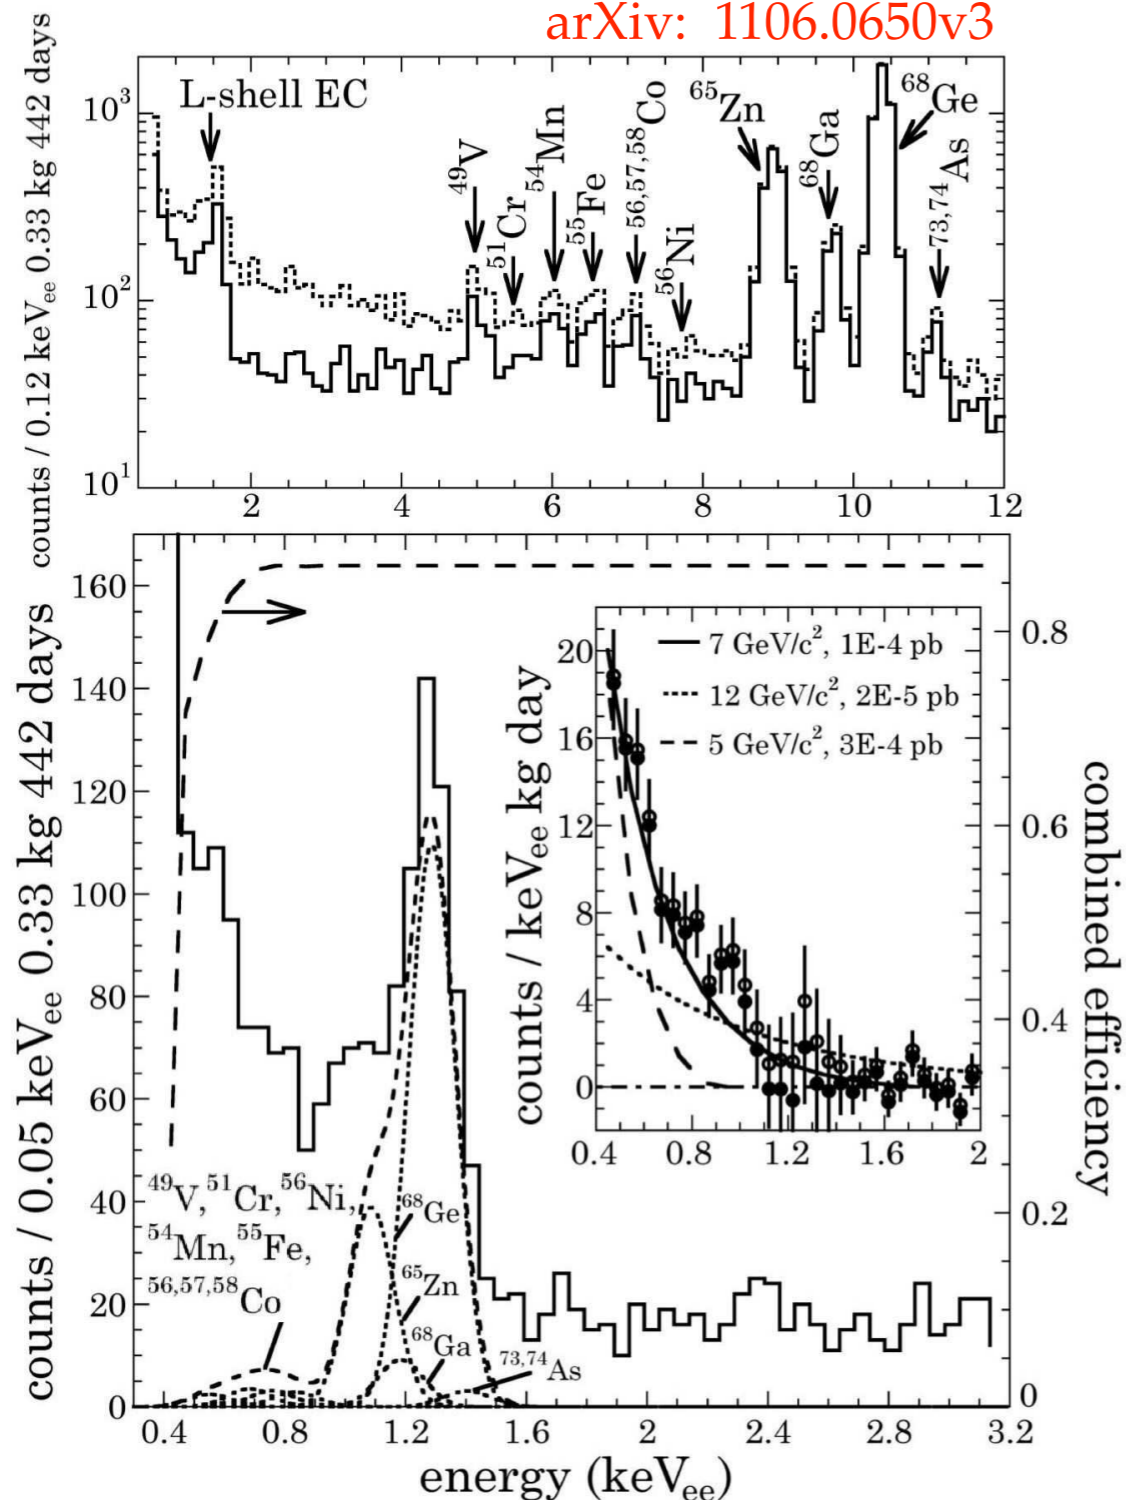 arXiv: 1106.0650v3
counts / 0.12 keVee 0.33 kg 442 days
10³
10²
10¹
L-shell EC
⁴⁹V
⁵¹Cr
⁵⁴Mn
⁵⁵Fe
⁵⁶,⁵⁷,⁵⁸Co
⁵⁶Ni
⁶⁵Zn
⁶⁸Ga
⁶⁸Ge
⁷³,⁷⁴As
2 4 6 8 10 12
counts / 0.05 keVee 0.33 kg 442 days
160
140
120
100
80
60
40
20
0
⁴⁹V,⁵¹Cr,⁵⁶Ni,
⁵⁴Mn,⁵⁵Fe,
⁵⁶,⁵⁷,⁵⁸Co
⁶⁸Ge
⁶⁵Zn
⁶⁸Ga
⁷³,⁷⁴As
counts / keVee kg day
20
16
12
8
4
0
7 GeV/c², 1E-4 pb
12 GeV/c², 2E-5 pb
5 GeV/c², 3E-4 pb
0.4 0.8 1.2 1.6 2
0.8
0.6
0.4
0.2
0
combined efficiency
0.4 0.8 1.2 1.6 2 2.4 2.8 3.2
energy (keVee)